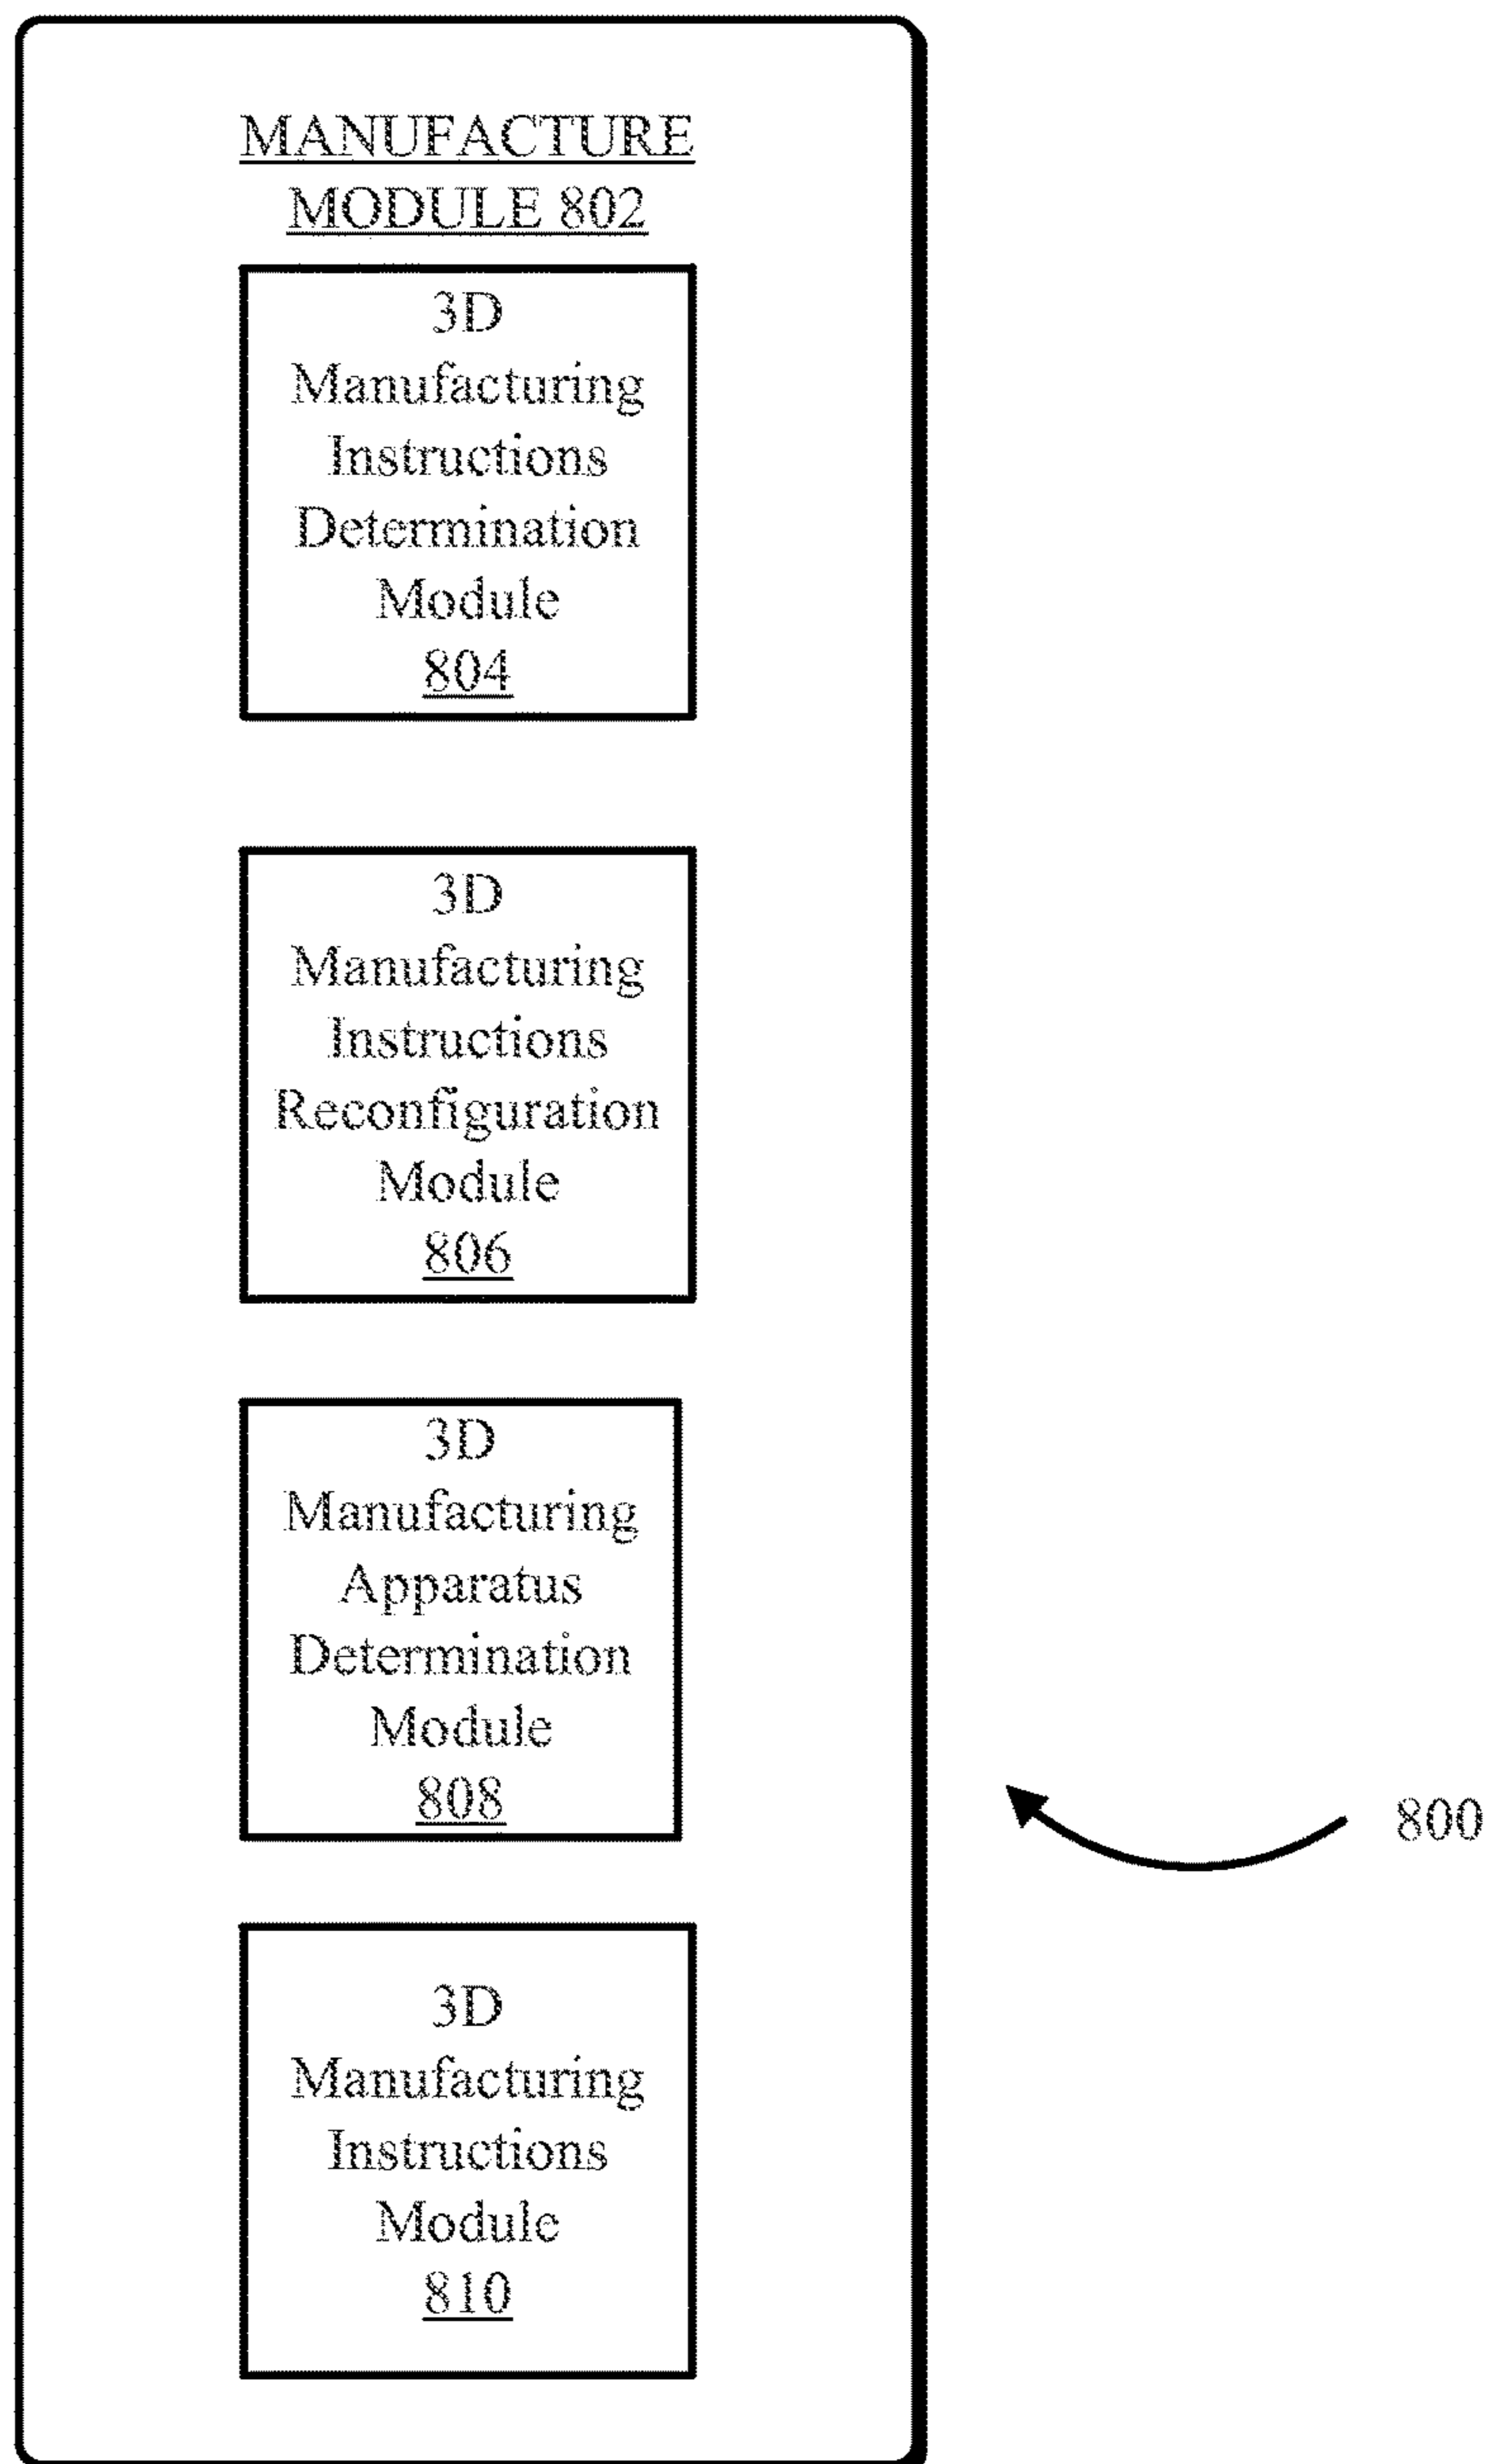 MANUFACTURE
MODULE 802
3D
Manufacturing
Instructions
Determination
Module
804
3D
Manufacturing
Instructions
Reconfiguration
Module
806
3D
Manufacturing
Apparatus
Determination
Module
808
800
3D
Manufacturing
Instructions
Module
810